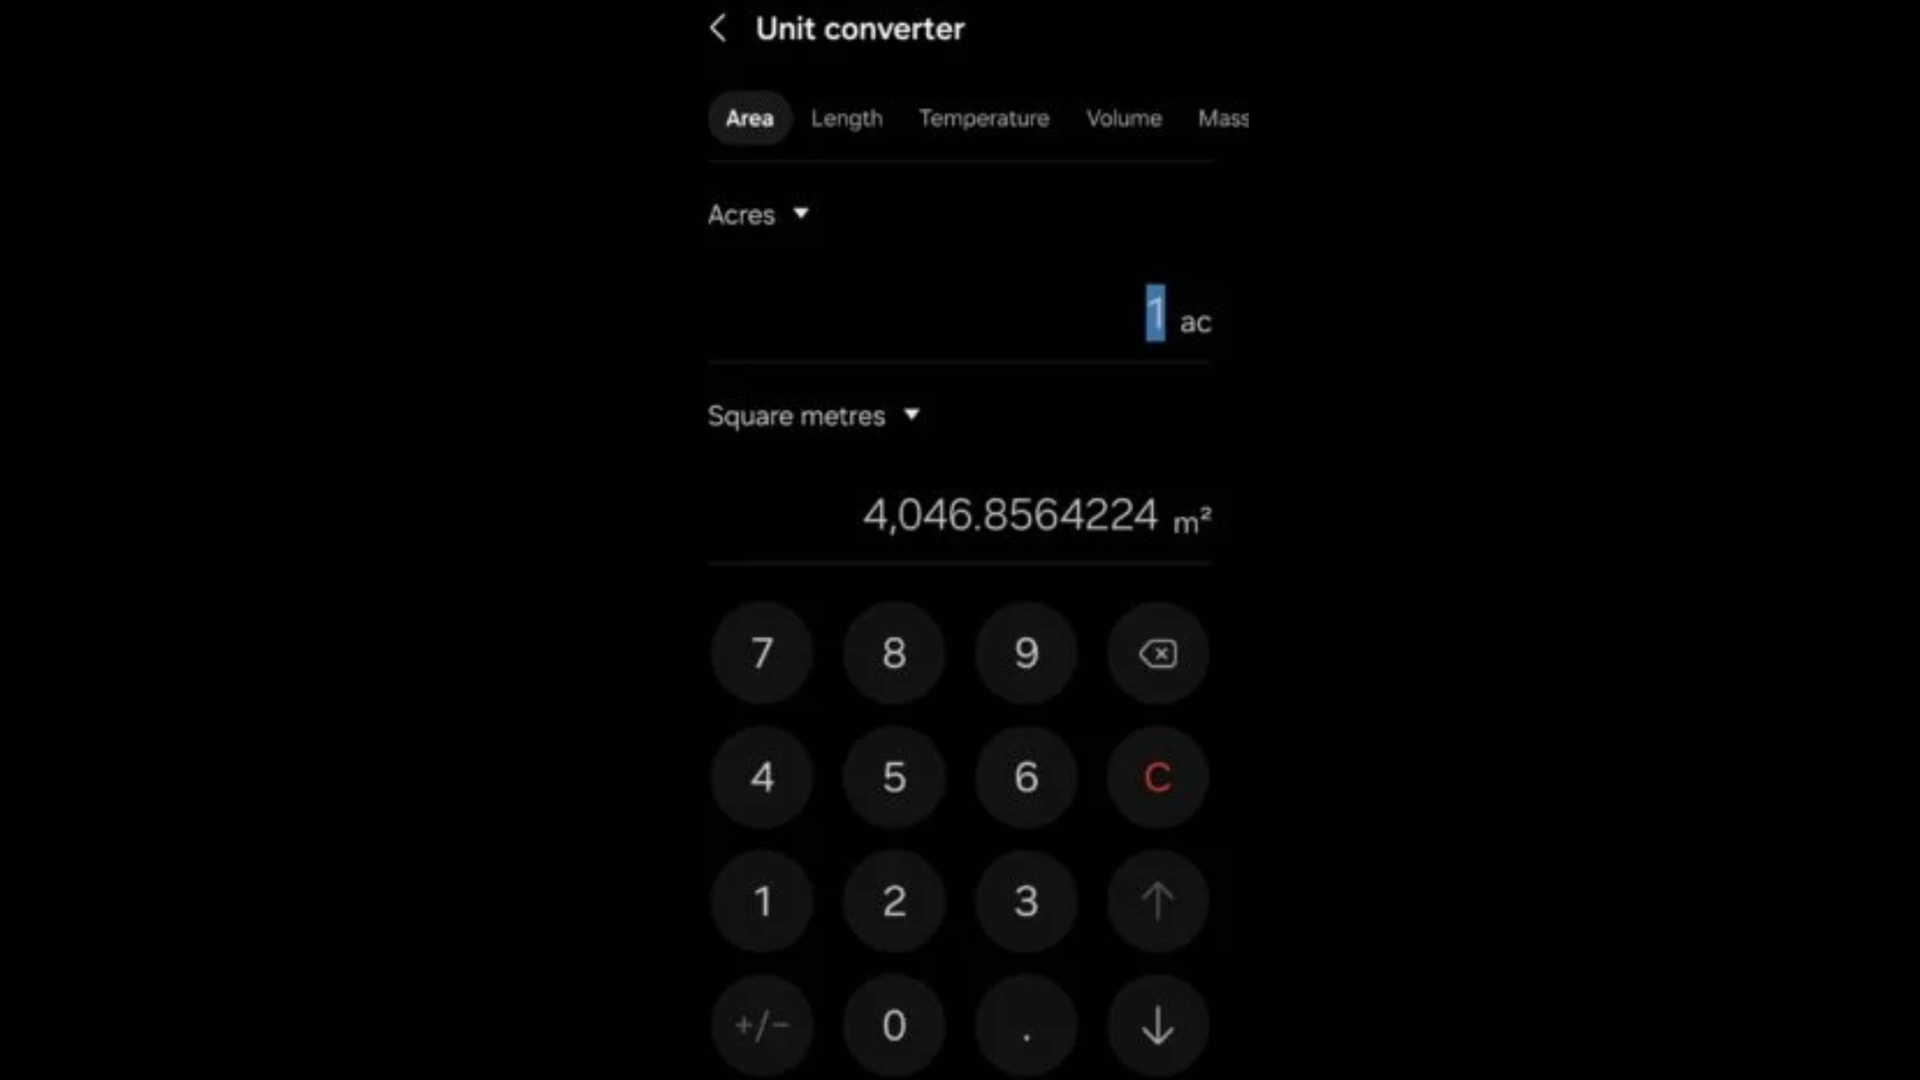 Unit converter
Area Length Temperature Volume Mass
Acres
1 ac
Square metres
4,046.8564224 m²
7 8 9
4 5 6 C
1 2 3 ↑
+/− 0 . ↓